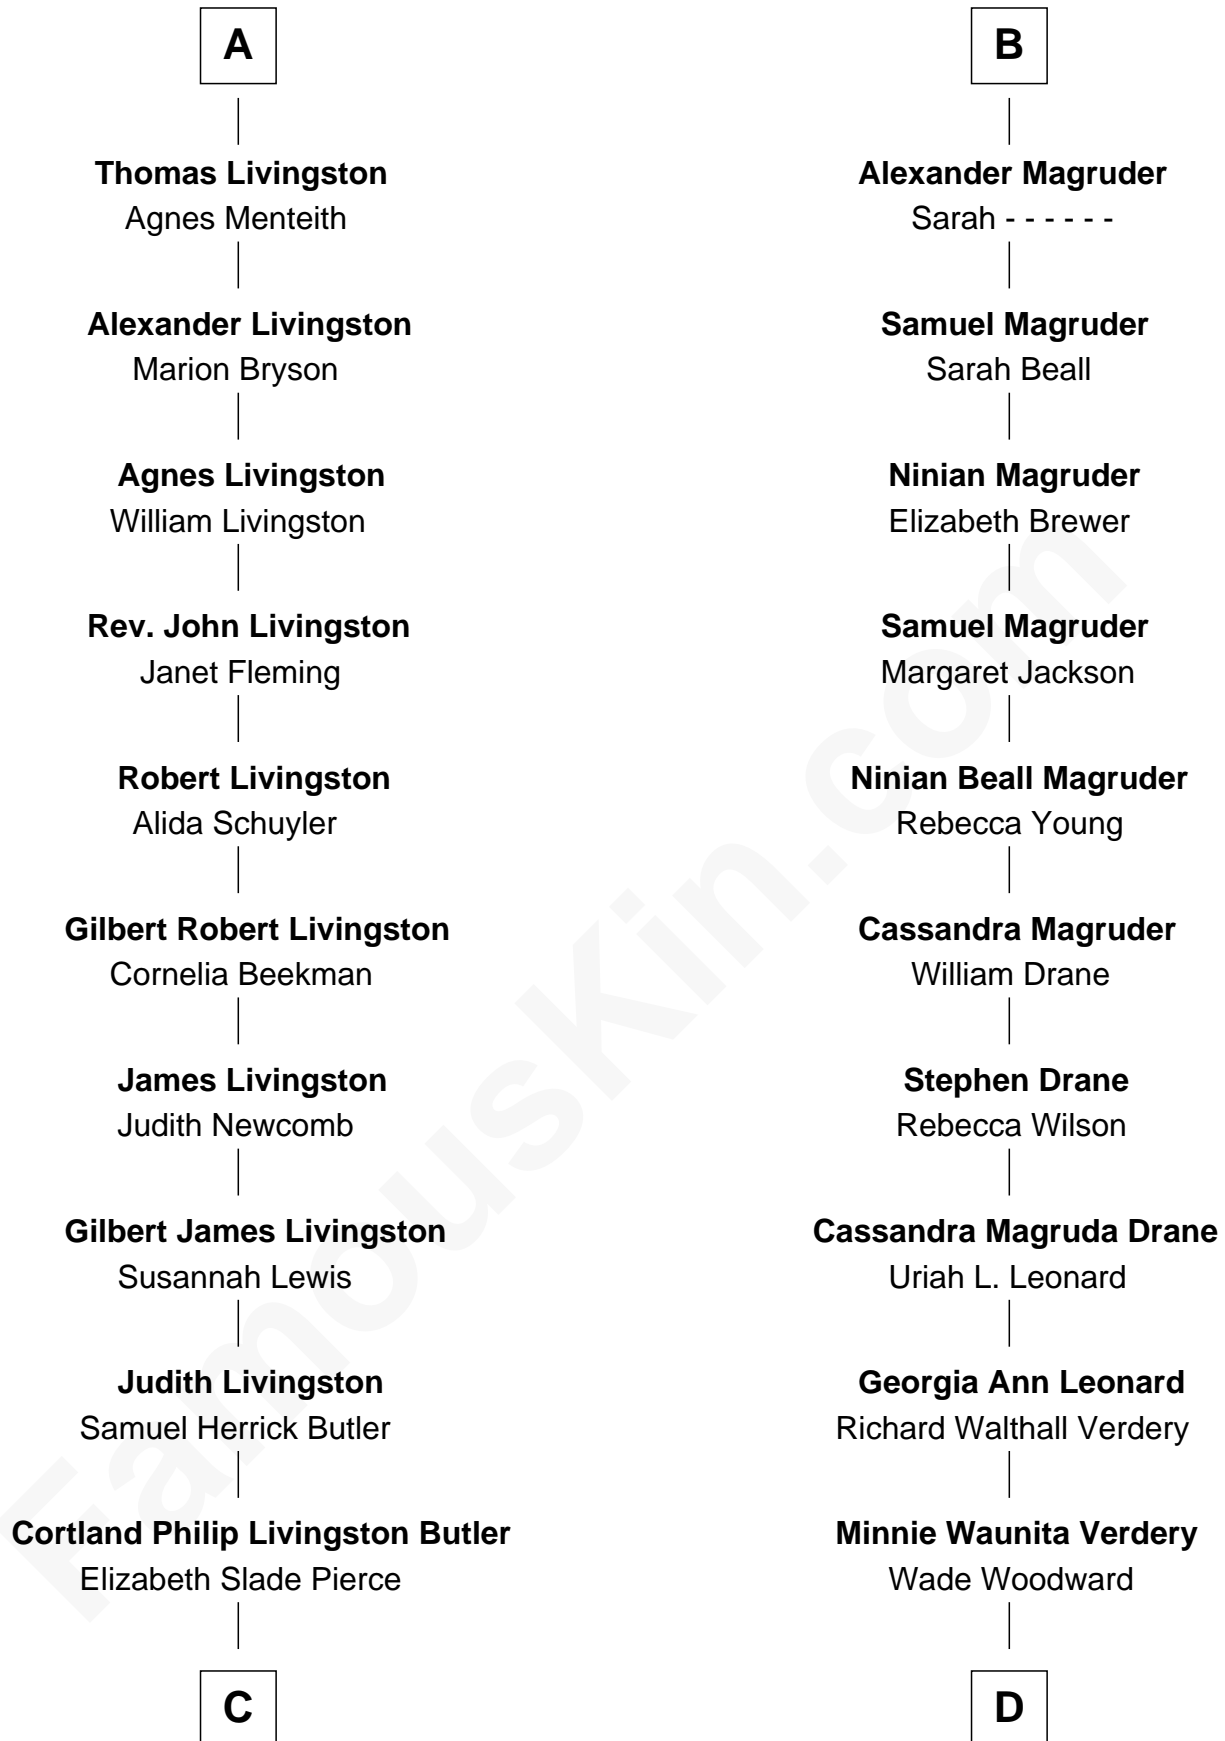 A
Thomas Livingston
Agnes Menteith
Alexander Livingston
Marion Bryson
Agnes Livingston
William Livingston
Rev. John Livingston
Janet Fleming
Robert Livingston
Alida Schuyler
Gilbert Robert Livingston
Cornelia Beekman
James Livingston
Judith Newcomb
Gilbert James Livingston
Susannah Lewis
Judith Livingston
Samuel Herrick Butler
Cortland Philip Livingston Butler
Elizabeth Slade Pierce
C
B
Alexander Magruder
Sarah - - - - - -
Samuel Magruder
Sarah Beall
Ninian Magruder
Elizabeth Brewer
Samuel Magruder
Margaret Jackson
Ninian Beall Magruder
Rebecca Young
Cassandra Magruder
William Drane
Stephen Drane
Rebecca Wilson
Cassandra Magruda Drane
Uriah L. Leonard
Georgia Ann Leonard
Richard Walthall Verdery
Minnie Waunita Verdery
Wade Woodward
D
FamousKin.com